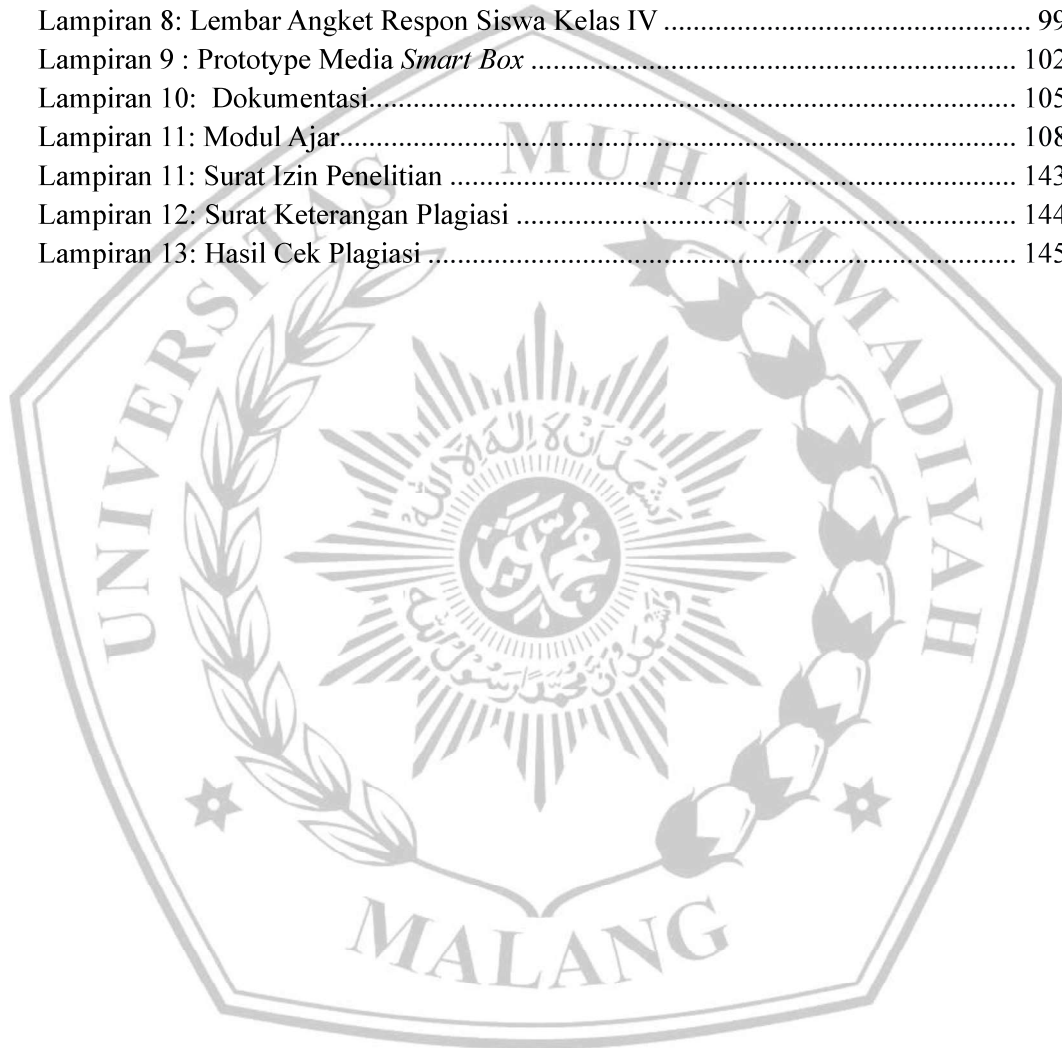 Lampiran 8: Lembar Angket Respon Siswa Kelas IV ................................................ 99
Lampiran 9 : Prototype Media Smart Box ................................................................ 102
Lampiran 10:  Dokumentasi..................................................................................... 105
Lampiran 11: Modul Ajar......................................................................................... 108
Lampiran 11: Surat Izin Penelitian .......................................................................... 143
Lampiran 12: Surat Keterangan Plagiasi ................................................................. 144
Lampiran 13: Hasil Cek Plagiasi ............................................................................. 145
UNIVERSITAS MUHAMMADIYAH
MALANG